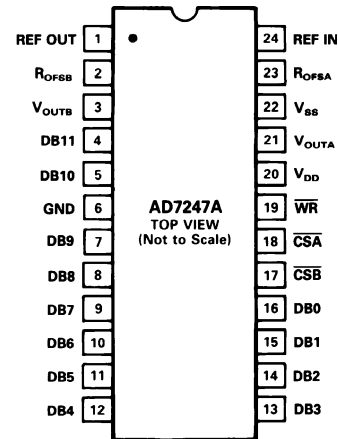 REF OUT 1 24 REF IN
ROFSB 2 23 ROFSA
VOUTB 3 22 VSS
DB11 4 21 VOUTA
DB10 5 20 VDD
GND 6 19 WR
DB9 7 18 CSA
DB8 8 17 CSB
DB7 9 16 DB0
DB6 10 15 DB1
DB5 11 14 DB2
DB4 12 13 DB3
AD7247A
TOP VIEW
(Not to Scale)